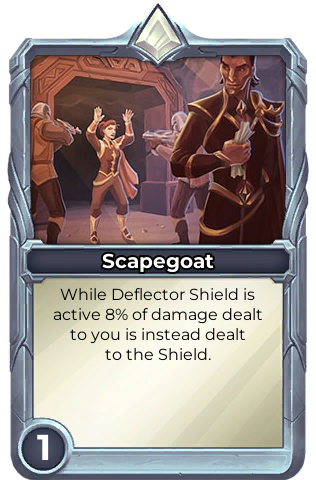 Scapegoat
While Deflector Shield is
active 8% of damage dealt
to you is instead dealt
to the Shield.
1